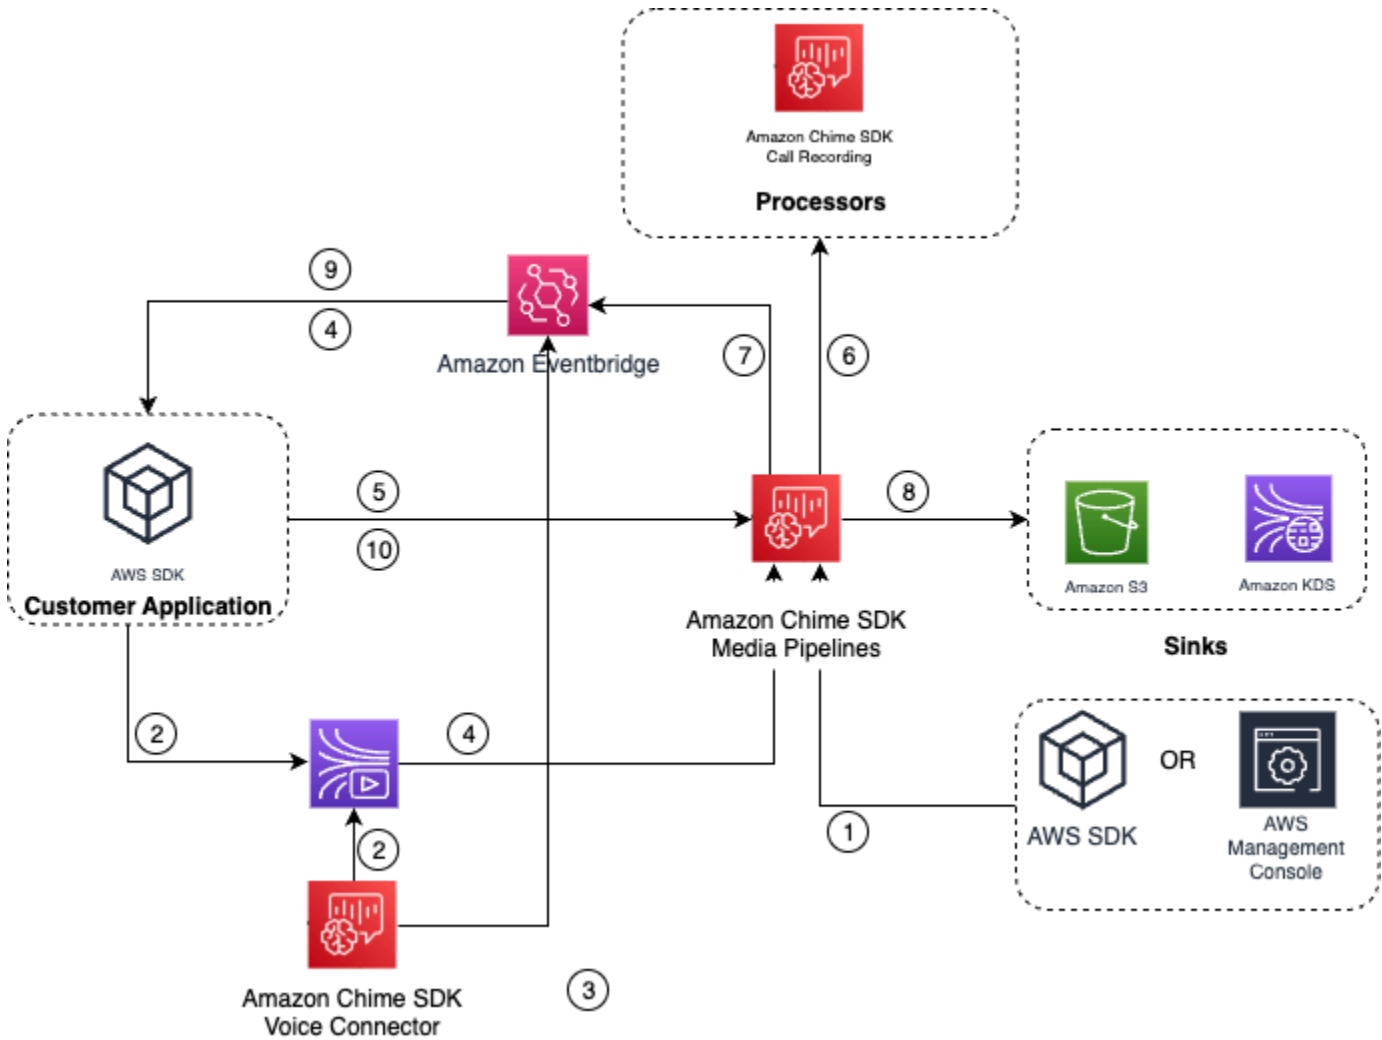 Amazon Chime SDK
Call Recording
Processors
9
4
Amazon Eventbridge
7
6
AWS SDK
Customer Application
5
10
8
Amazon S3
Amazon KDS
Sinks
Amazon Chime SDK
Media Pipelines
2
4
2
1
AWS SDK
OR
AWS
Management
Console
Amazon Chime SDK
Voice Connector
3